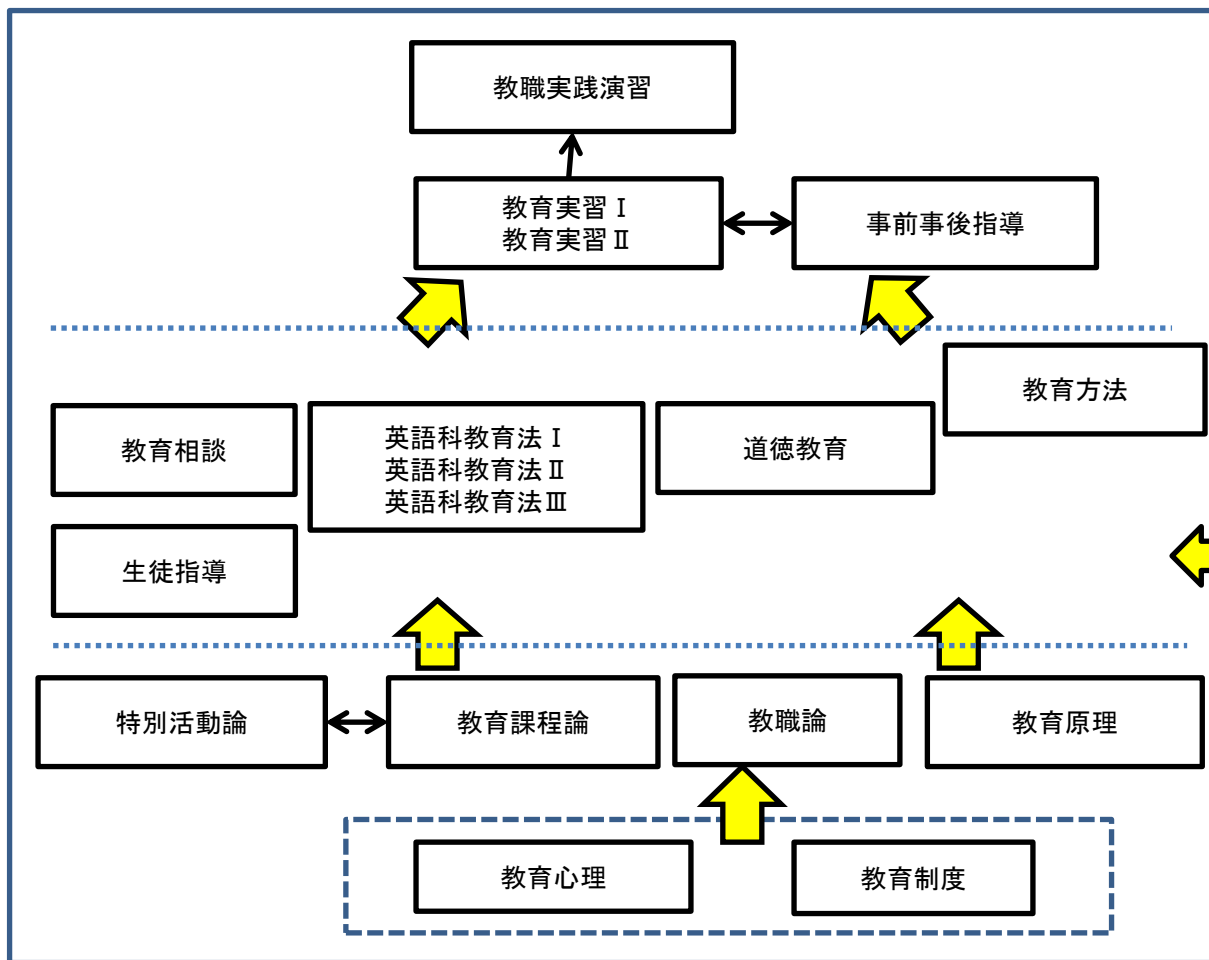 教職実践演習
教育実習Ⅰ
教育実習Ⅱ
事前事後指導
教育方法
教育相談
英語科教育法Ⅰ
英語科教育法Ⅱ
英語科教育法Ⅲ
道徳教育
生徒指導
特別活動論
教育課程論
教職論
教育原理
教育心理
教育制度